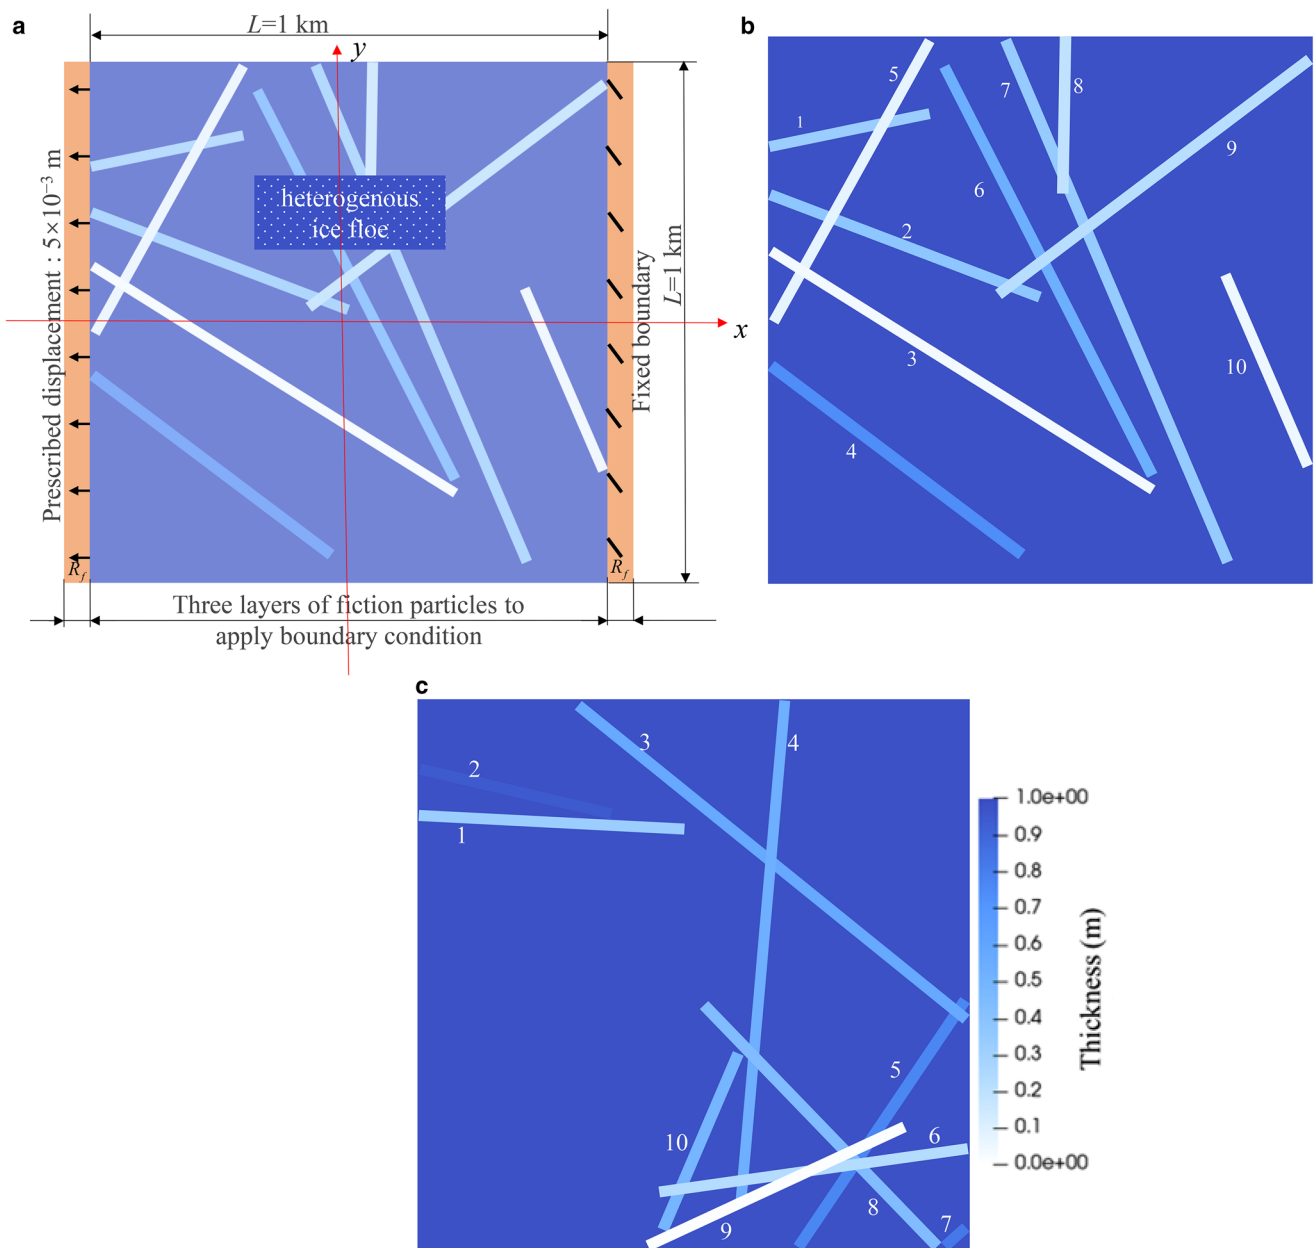 a
L=1 km
y
heterogenous
ice floe
Prescribed displacement : 5×10⁻³ m
L=1 km
Fixed boundary
x
R_f
R_f
Three layers of fiction particles to
apply boundary condition
b
5
7
8
1
9
6
2
3
10
4
c
3
4
2
1
5
6
10
8
9
7
1.0e+00
0.9
0.8
0.7
0.6
0.5
0.4
0.3
0.2
0.1
0.0e+00
Thickness (m)